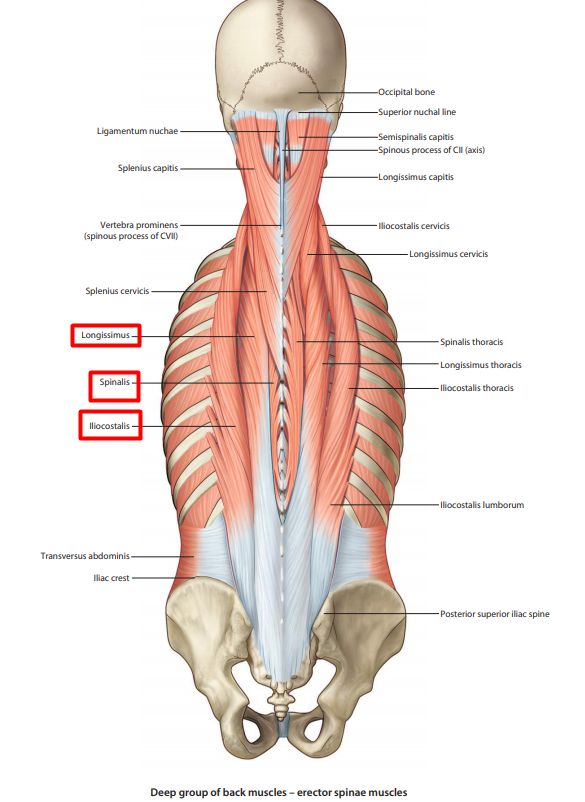 Occipital bone
Superior nuchal line
Ligamentum nuchae
Semispinalis capitis
Spinous process of CII (axis)
Splenius capitis
Longissimus capitis
Vertebra prominens
(spinous process of CVII)
Iliocostalis cervicis
Longissimus cervicis
Splenius cervicis
Longissimus
Spinalis thoracis
Longissimus thoracis
Spinalis
Iliocostalis thoracis
Iliocostalis
Iliocostalis lumborum
Transversus abdominis
Iliac crest
Posterior superior iliac spine
Deep group of back muscles – erector spinae muscles